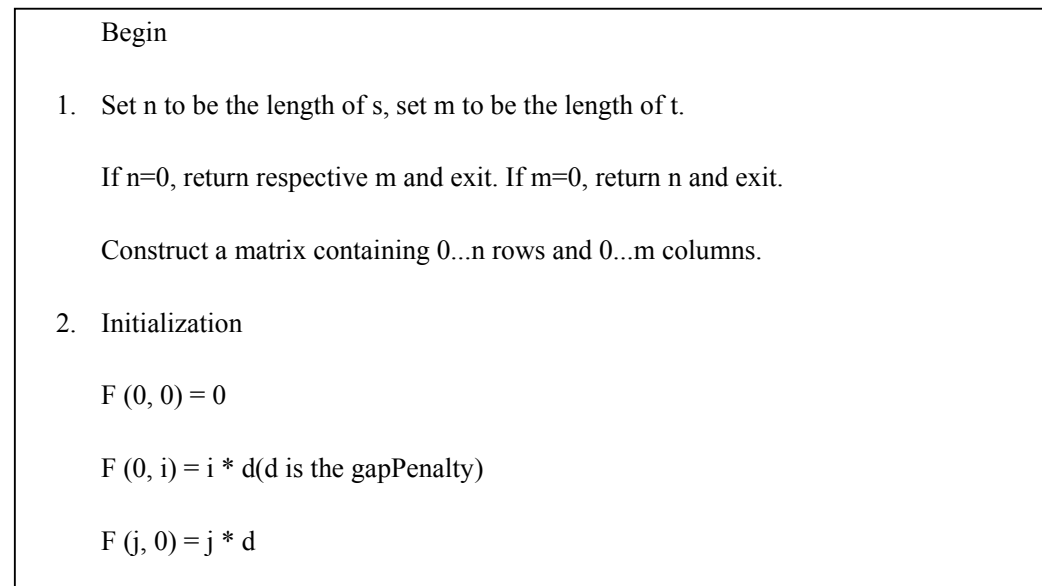 Begin
1. Set n to be the length of s, set m to be the length of t.
If n=0, return respective m and exit. If m=0, return n and exit.
Construct a matrix containing 0...n rows and 0...m columns.
2. Initialization
F (0, 0) = 0
F (0, i) = i * d(d is the gapPenalty)
F (j, 0) = j * d